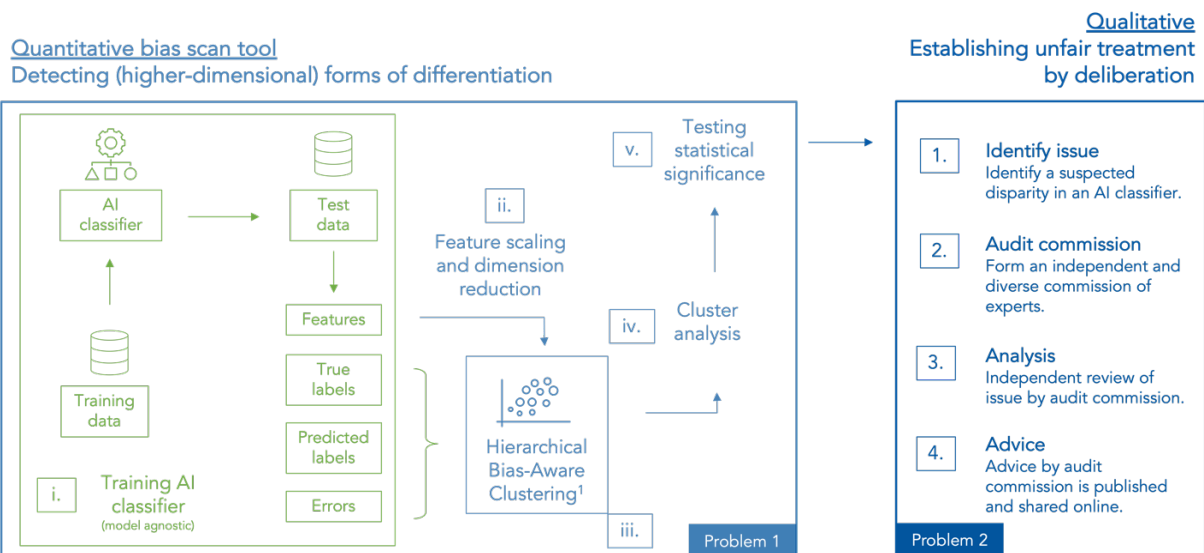 Quantitative bias scan tool
Detecting (higher-dimensional) forms of differentiation
Qualitative
Establishing unfair treatment
by deliberation
AI
classifier
Test
data
Features
True
labels
Predicted
labels
Errors
Training
data
i.
Training AI
classifier
(model agnostic)
ii.
Feature scaling
and dimension
reduction
Hierarchical
Bias-Aware
Clustering¹
iii.
iv.
Cluster
analysis
v.
Testing
statistical
significance
Problem 1
1.
Identify issue
Identify a suspected
disparity in an AI classifier.
2.
Audit commission
Form an independent and
diverse commission of
experts.
3.
Analysis
Independent review of
issue by audit commission.
4.
Advice
Advice by audit
commission is published
and shared online.
Problem 2